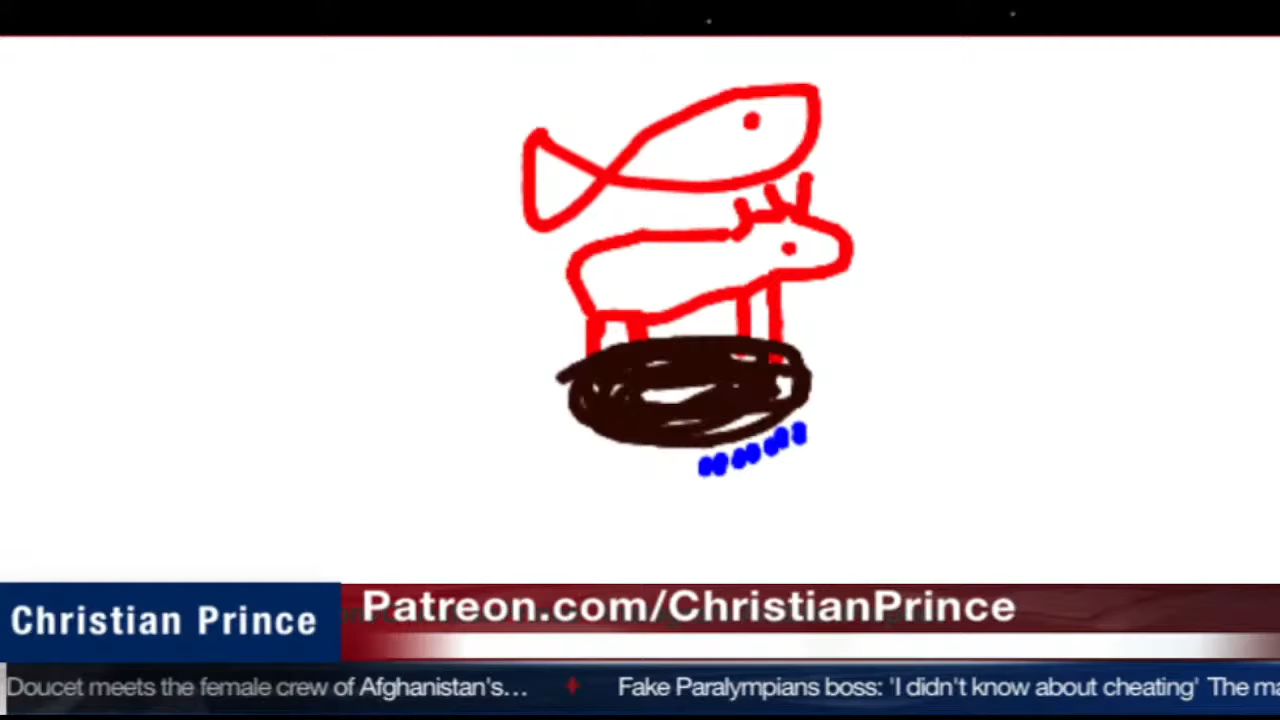 Patreon.com/ChristianPrince
Christian Prince
Doucet meets the female crew of Afghanistan's... Fake Paralympians boss: 'I didn't know about cheating' The